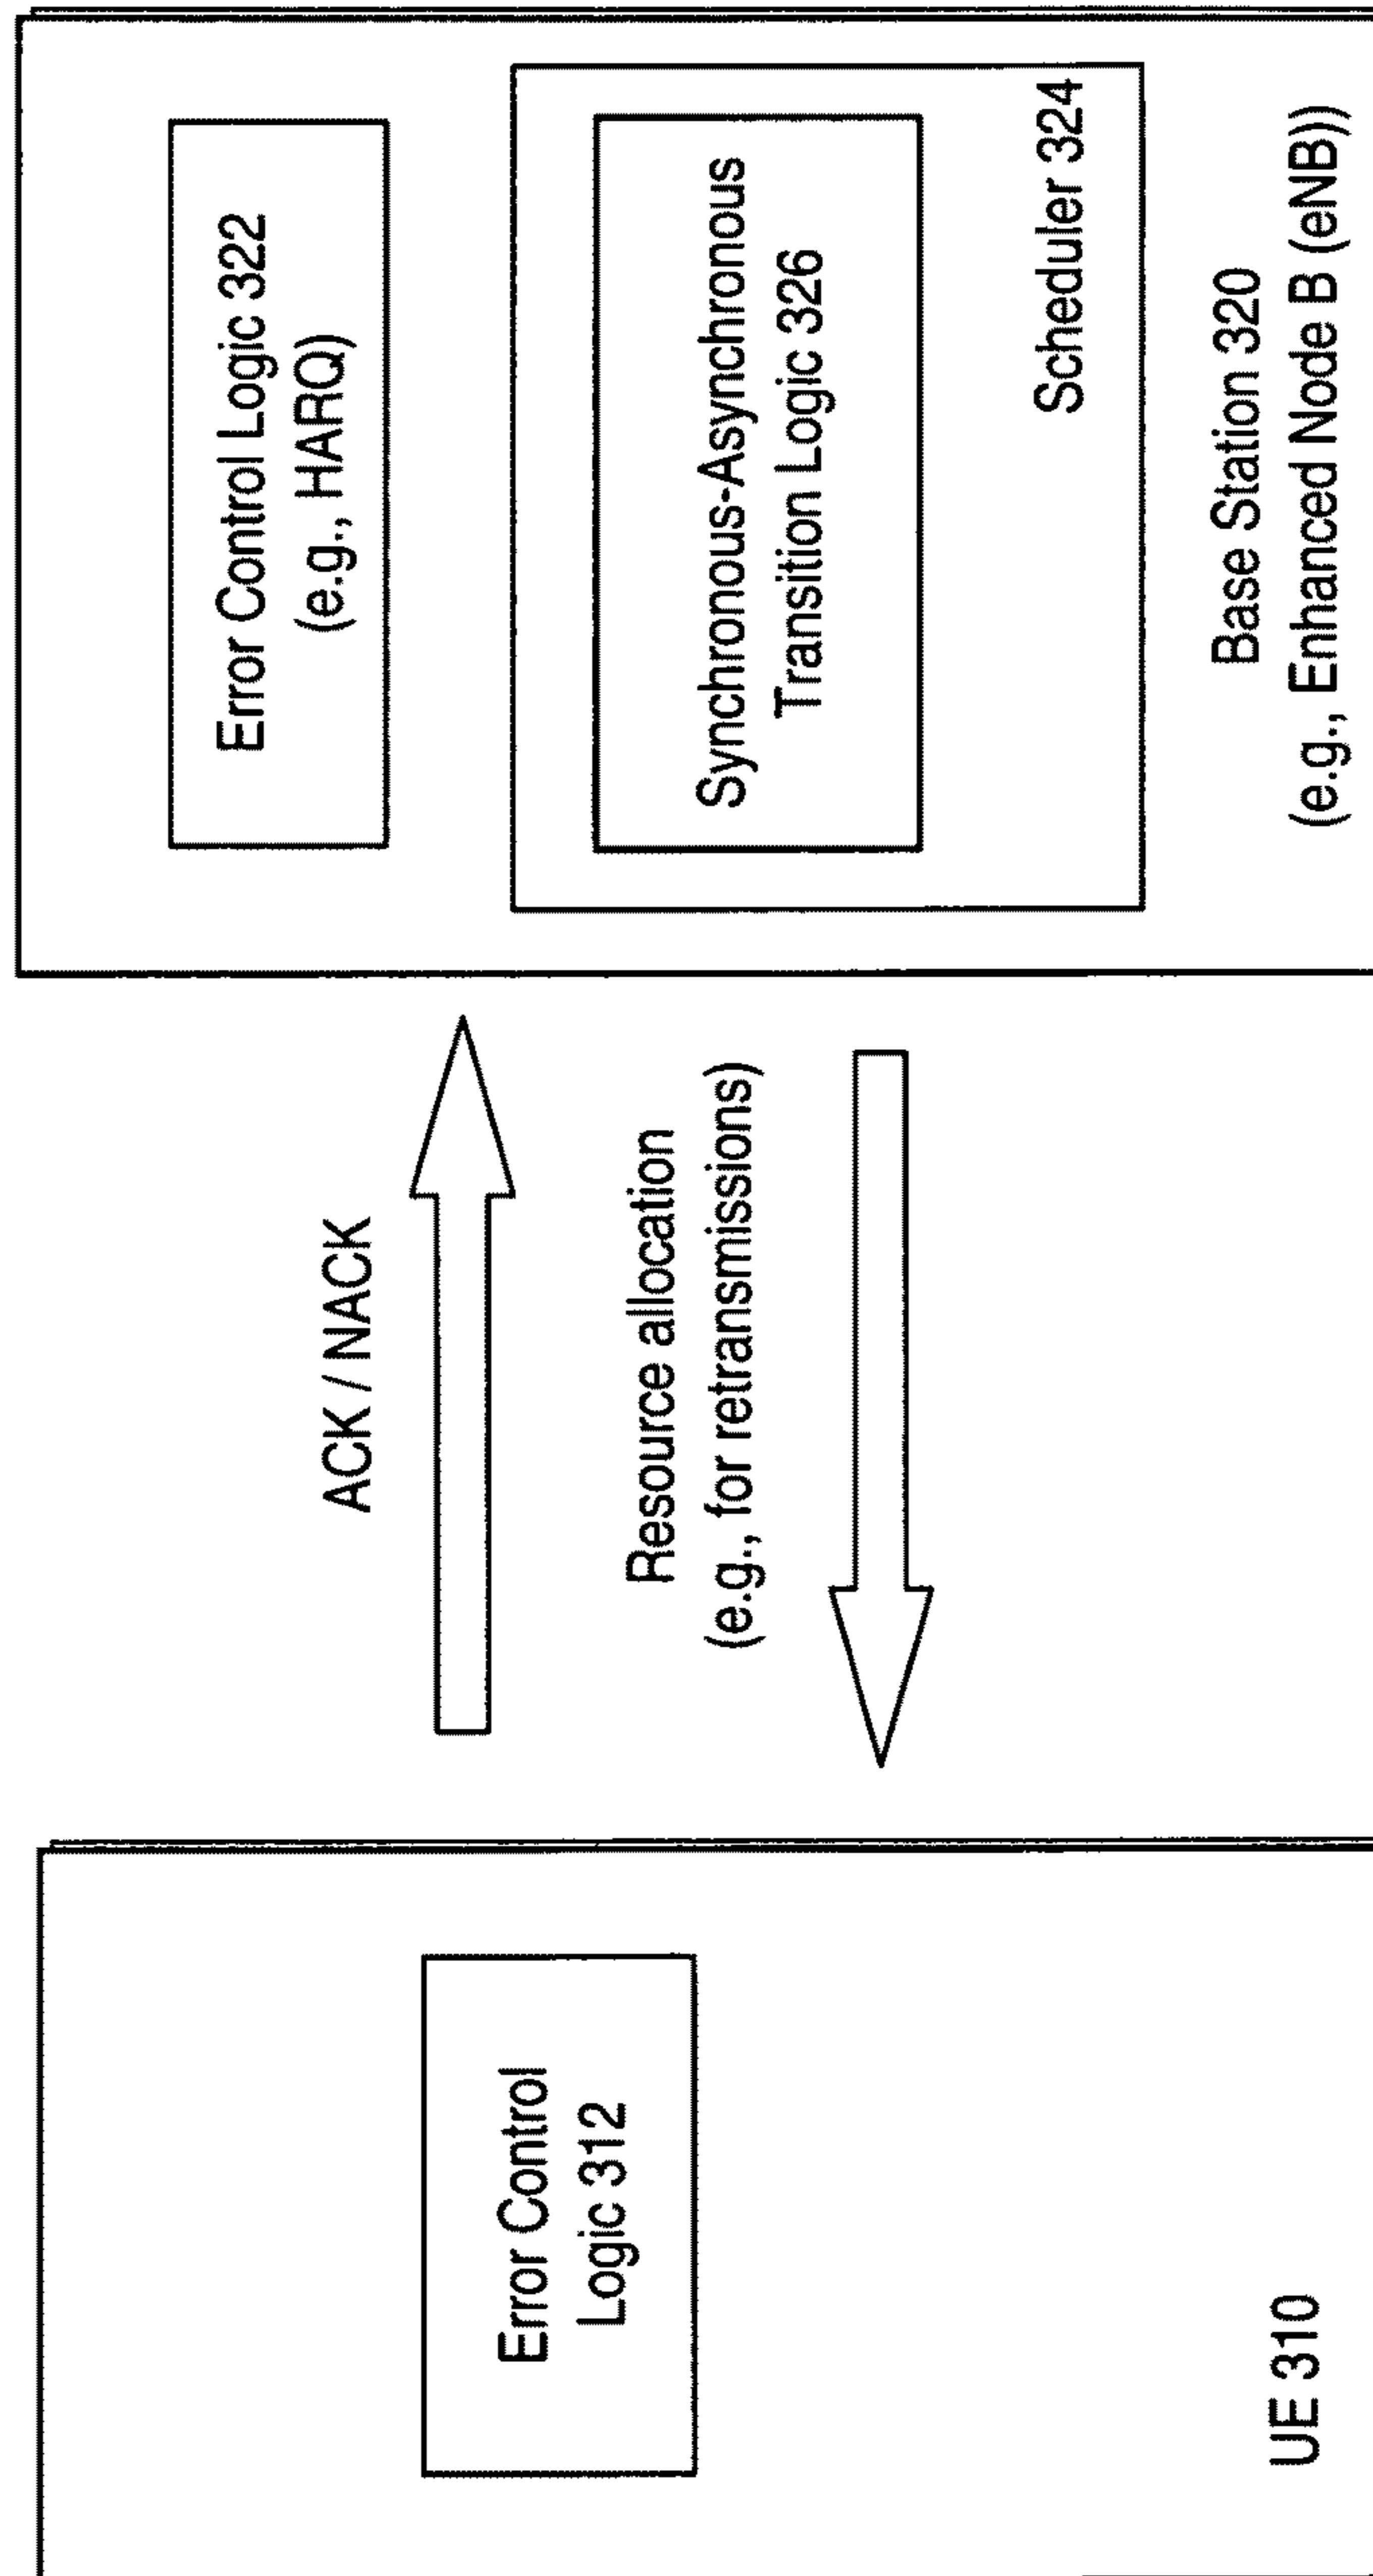 Error Control
Logic 312
UE 310
ACK / NACK
Resource allocation
(e.g., for retransmissions)
Error Control Logic 322
(e.g., HARQ)
Synchronous-Asynchronous
Transition Logic 326
Scheduler 324
Base Station 320
(e.g., Enhanced Node B (eNB))